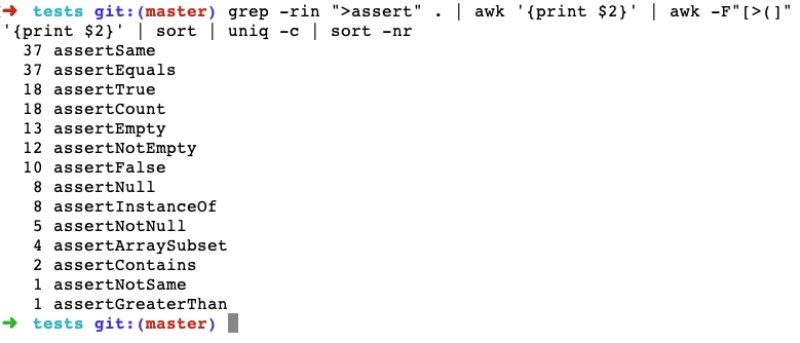 ➜ tests git:(master) grep -rin ">assert" . | awk '{print $2}' | awk -F"[>(]"
'{print $2}' | sort | uniq -c | sort -nr
37 assertSame
37 assertEquals
18 assertTrue
18 assertCount
13 assertEmpty
12 assertNotEmpty
10 assertFalse
8 assertNull
8 assertInstanceOf
5 assertNotNull
4 assertArraySubset
2 assertContains
1 assertNotSame
1 assertGreaterThan
➜ tests git:(master)